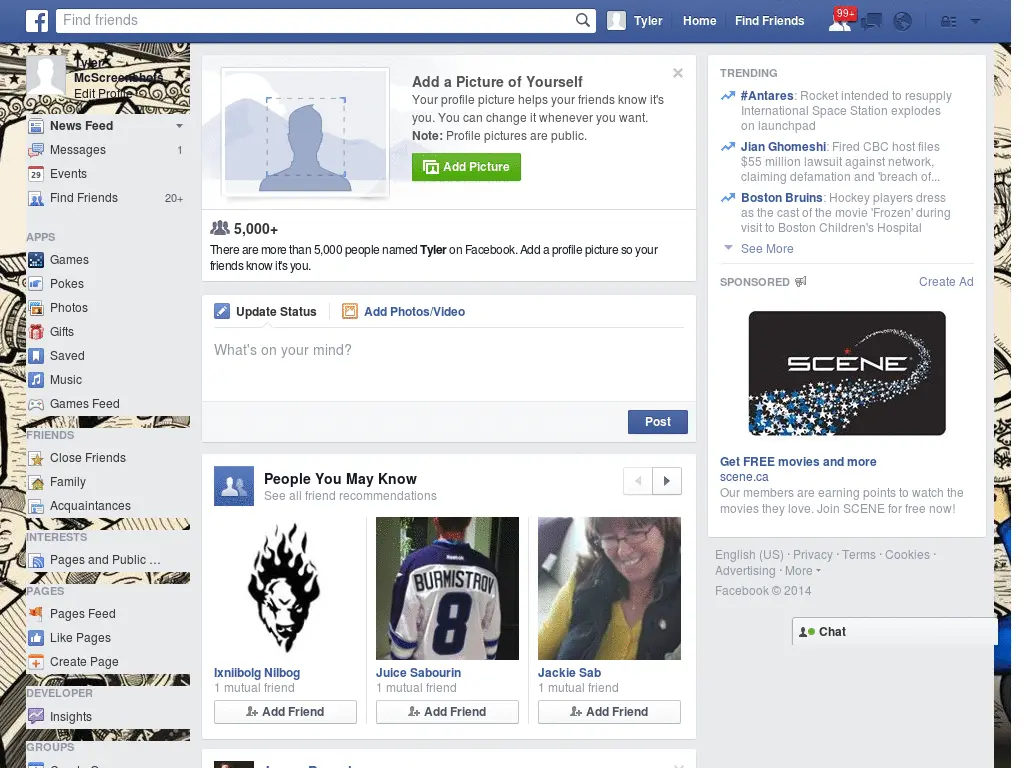 Find friends
Tyler
Home
Find Friends
99+
Tyler
McScreenshots
Edit Profile
News Feed
Messages 1
29
Events
Find Friends 20+
APPS
Games
Pokes
Photos
Gifts
Saved
Music
Games Feed
FRIENDS
Close Friends
Family
Acquaintances
INTERESTS
Pages and Public ...
PAGES
Pages Feed
Like Pages
Create Page
DEVELOPER
Insights
GROUPS
Add a Picture of Yourself
Your profile picture helps your friends know it's
you. You can change it whenever you want.
Note: Profile pictures are public.
Add Picture
5,000+
There are more than 5,000 people named Tyler on Facebook. Add a profile picture so your
friends know it's you.
Update Status
Add Photos/Video
What's on your mind?
Post
People You May Know
See all friend recommendations
Reebok
BURMISTROV
8
Ixniibolg Nilbog
1 mutual friend
Add Friend
Juice Sabourin
1 mutual friend
Add Friend
Jackie Sab
1 mutual friend
Add Friend
TRENDING
#Antares: Rocket intended to resupply
International Space Station explodes
on launchpad
Jian Ghomeshi: Fired CBC host files
$55 million lawsuit against network,
claiming defamation and 'breach of...
Boston Bruins: Hockey players dress
as the cast of the movie 'Frozen' during
visit to Boston Children's Hospital
See More
SPONSORED
Create Ad
SCENE
Get FREE movies and more
scene.ca
Our members are earning points to watch the
movies they love. Join SCENE for free now!
English (US) · Privacy · Terms · Cookies ·
Advertising · More
Facebook © 2014
Chat